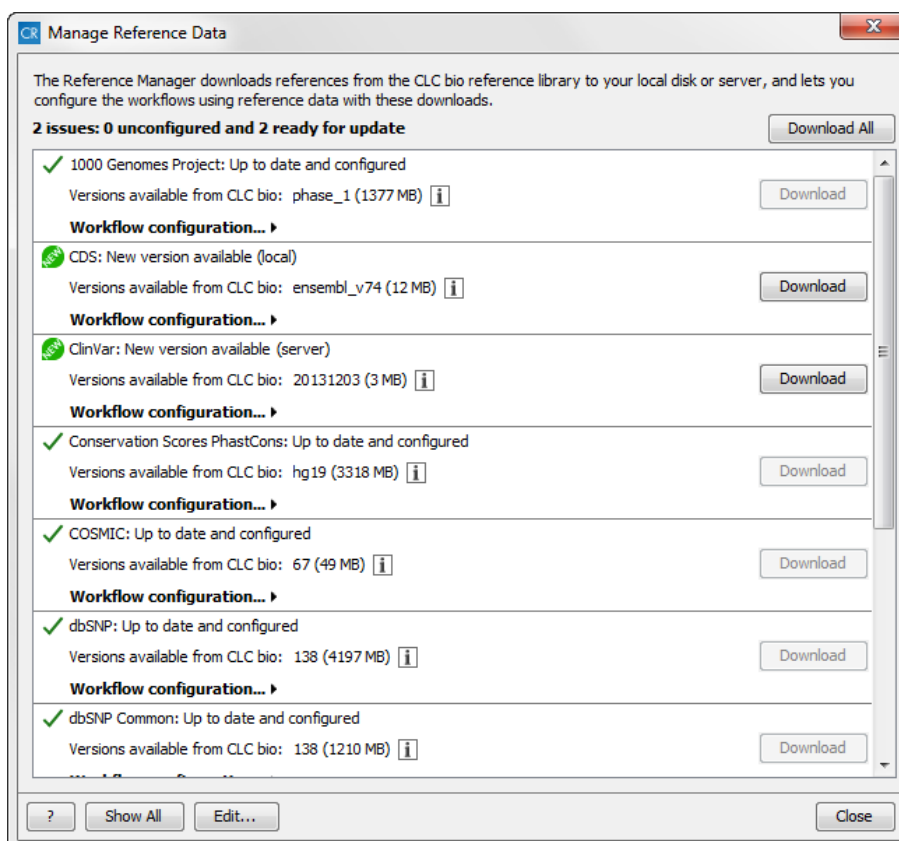 CR Manage Reference Data
The Reference Manager downloads references from the CLC bio reference library to your local disk or server, and lets you
configure the workflows using reference data with these downloads.
2 issues: 0 unconfigured and 2 ready for update
Download All
1000 Genomes Project: Up to date and configured
Versions available from CLC bio: phase_1 (1377 MB) i
Download
Workflow configuration...
NEW CDS: New version available (local)
Versions available from CLC bio: ensembl_v74 (12 MB) i
Download
Workflow configuration...
NEW ClinVar: New version available (server)
Versions available from CLC bio: 20131203 (3 MB) i
Download
Workflow configuration...
Conservation Scores PhastCons: Up to date and configured
Versions available from CLC bio: hg19 (3318 MB) i
Download
Workflow configuration...
COSMIC: Up to date and configured
Versions available from CLC bio: 67 (49 MB) i
Download
Workflow configuration...
dbSNP: Up to date and configured
Versions available from CLC bio: 138 (4197 MB) i
Download
Workflow configuration...
dbSNP Common: Up to date and configured
Versions available from CLC bio: 138 (1210 MB) i
Download
? Show All Edit... Close